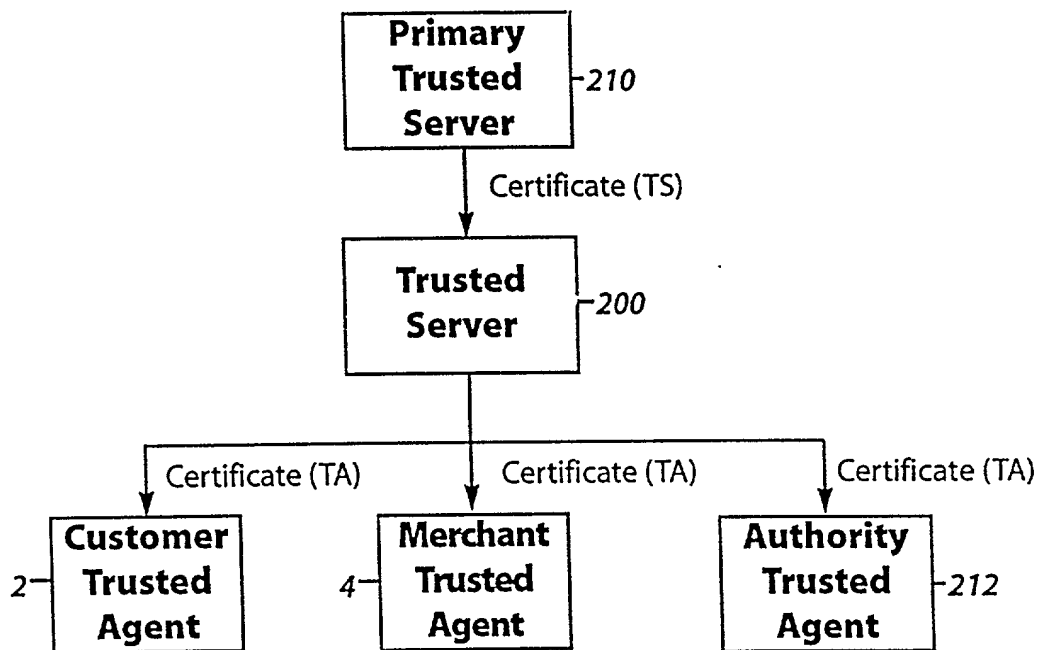 Primary
Trusted
Server
210
Certificate (TS)
Trusted
Server
200
Certificate (TA)
Certificate (TA)
Certificate (TA)
Customer
Trusted
Agent
2
Merchant
Trusted
Agent
4
Authority
Trusted
Agent
212